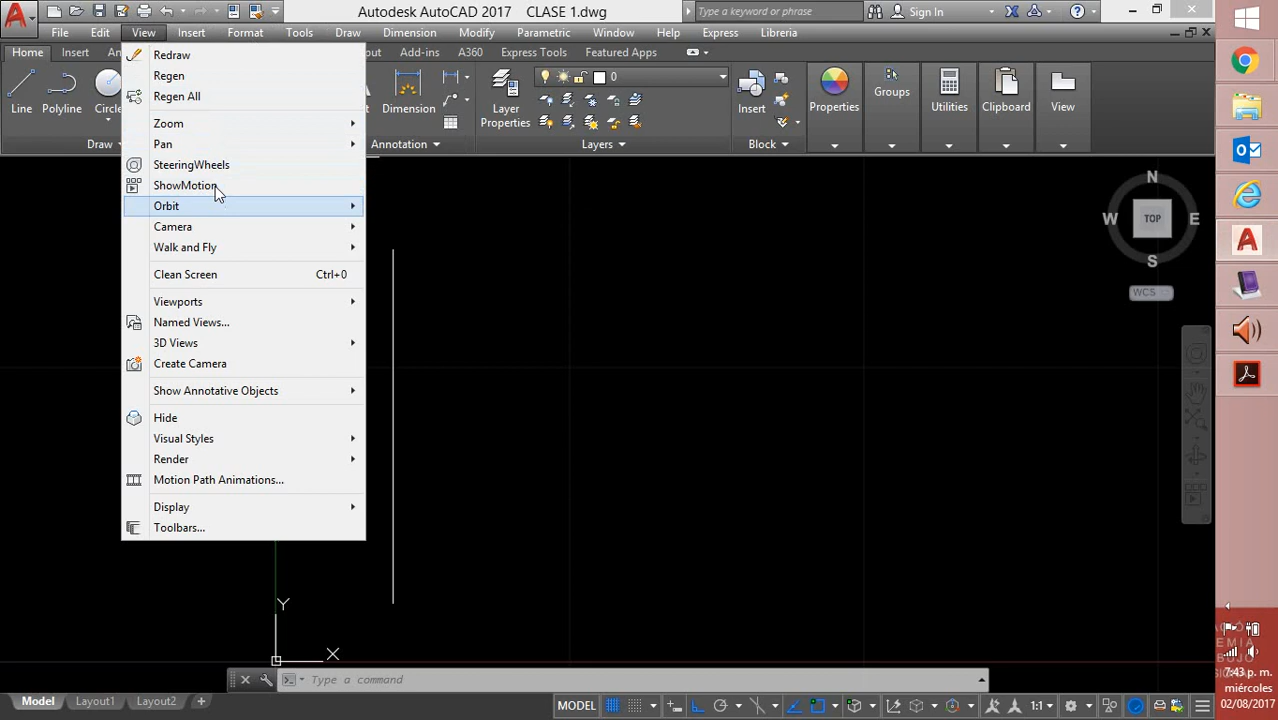 Autodesk AutoCAD 2017 CLASE 1.dwg
Type a keyword or phrase
Sign In
File Edit View Insert Format Tools Draw Dimension Modify Parametric Window Help Express Libreria
Home Insert Add-ins A360 Express Tools Featured Apps
Line Polyline Circle Dimension Layer Properties 0 Insert Properties Groups Utilities Clipboard View
Draw Annotation Layers Block
Redraw
Regen
Regen All
Zoom
Pan
SteeringWheels
ShowMotion
Orbit
Camera
Walk and Fly
Clean Screen Ctrl+0
Viewports
Named Views...
3D Views
Create Camera
Show Annotative Objects
Hide
Visual Styles
Render
Motion Path Animations...
Display
Toolbars...
N
W TOP E
S
WCS
Y
X
Type a command
Model Layout1 Layout2 +
MODEL 1:1
7:43 p. m.
miércoles
02/08/2017